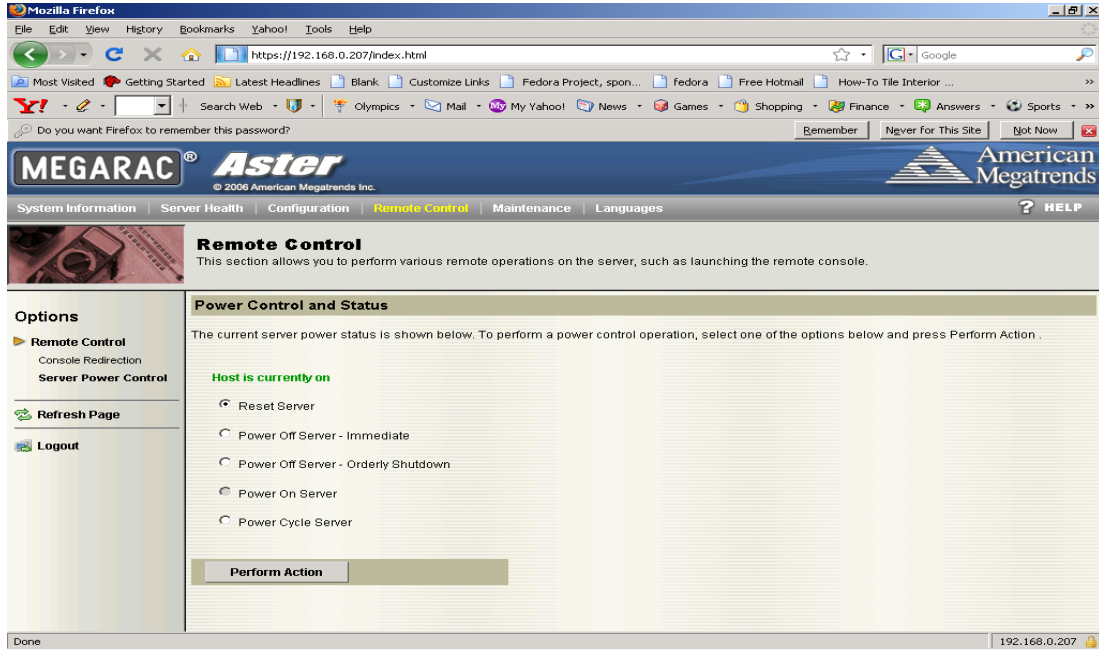 Mozilla Firefox
File Edit View History Bookmarks Yahoo! Tools Help
https://192.168.0.207/index.html
G Google
Most Visited Getting Started Latest Headlines Blank Customize Links Fedora Project, spon... fedora Free Hotmail How-To Tile Interior ... »
Y! Search Web Olympics Mail My Yahoo! News Games Shopping Finance Answers Sports »
Do you want Firefox to remember this password? Remember Never for This Site Not Now
MEGARAC® Aster
© 2006 American Megatrends Inc.
American
Megatrends
System Information | Server Health | Configuration | Remote Control | Maintenance | Languages ? HELP
Remote Control
This section allows you to perform various remote operations on the server, such as launching the remote console.
Options
Remote Control
Console Redirection
Server Power Control
Refresh Page
Logout
Power Control and Status
The current server power status is shown below. To perform a power control operation, select one of the options below and press Perform Action .
Host is currently on
Reset Server
Power Off Server - Immediate
Power Off Server - Orderly Shutdown
Power On Server
Power Cycle Server
Perform Action
Done 192.168.0.207